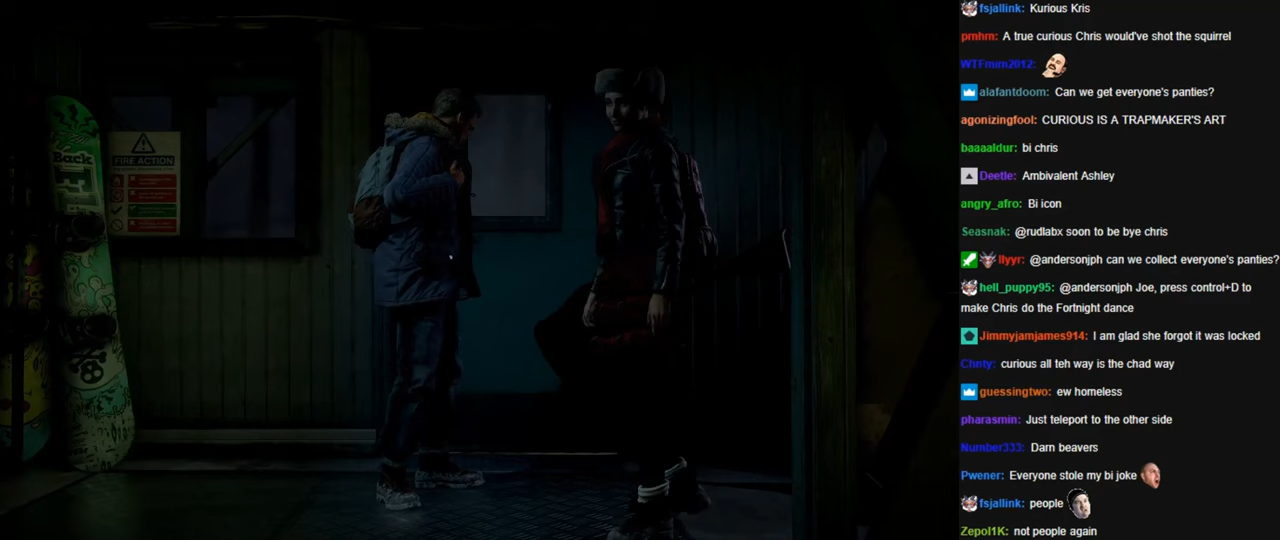 Back
FIRE ACTION
fsjallink: Kurious Kris
pmhm: A true curious Chris would've shot the squirrel
WTFmim2012:
alafantdoom: Can we get everyone's panties?
agonizingfool: CURIOUS IS A TRAPMAKER'S ART
baaaaldur: bi chris
Deetle: Ambivalent Ashley
angry_afro: Bi icon
Seasnak: @rudlabx soon to be bye chris
llyyr: @andersonjph can we collect everyone's panties?
hell_puppy95: @andersonjph Joe, press control+D to
make Chris do the Fortnight dance
Jimmyjamjames914: I am glad she forgot it was locked
Chnty: curious all teh way is the chad way
guessingtwo: ew homeless
pharasmin: Just teleport to the other side
Number333: Darn beavers
Pwener: Everyone stole my bi joke
fsjallink: people
Zepol1K: not people again